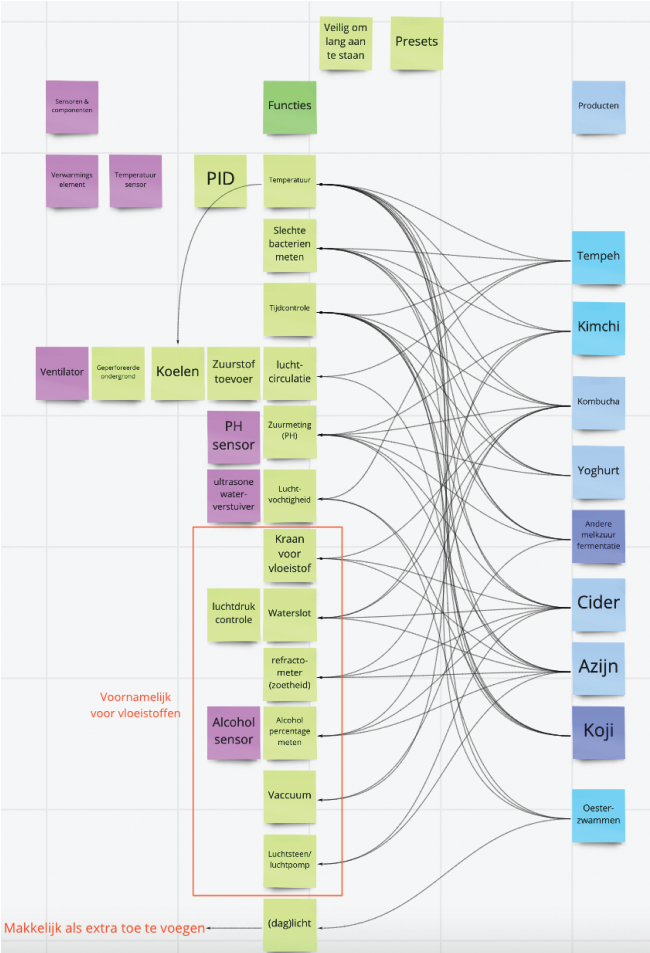 Veilig om
lang aan
te staan
Presets
Sensoren &
componenten
Functies
Producten
Verwarmings
element
Temperatuur
sensor
PID
Temperatuur
Slechte
bacterien
meten
Tempeh
Tijdcontrole
Kimchi
Ventilator
Geperforeerde
ondergrond
Koelen
Zuurstof
toevoer
lucht-
circulatie
Kombucha
PH
sensor
Zuurmeting
(PH)
Yoghurt
ultrasone
water-
verstuiver
Lucht-
vochtigheid
Andere
melkzuur
fermentatie
Kraan
voor
vloeistof
luchtdruk
controle
Waterslot
Cider
refracto-
meter
(zoetheid)
Azijn
Voornamelijk
voor vloeistoffen
Alcohol
sensor
Alcohol
percentage
meten
Koji
Vaccuum
Oester-
zwammen
Luchtsteen/
luchtpomp
(dag)licht
Makkelijk als extra toe te voegen